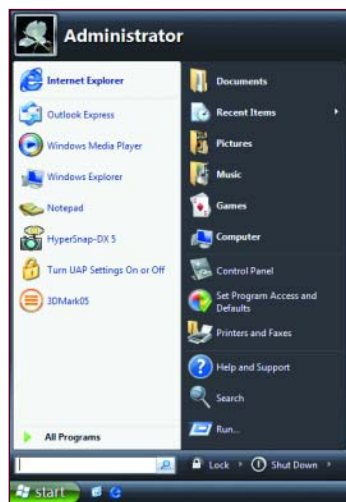 Administrator
Internet Explorer
Outlook Express
Windows Media Player
Windows Explorer
Notepad
HyperSnap-DX 5
Turn UAP Settings On or Off
3DMark05
All Programs
Documents
Recent Items
Pictures
Music
Games
Computer
Control Panel
Set Program Access and
Defaults
Printers and Faxes
Help and Support
Search
Run...
Lock
Shut Down
start